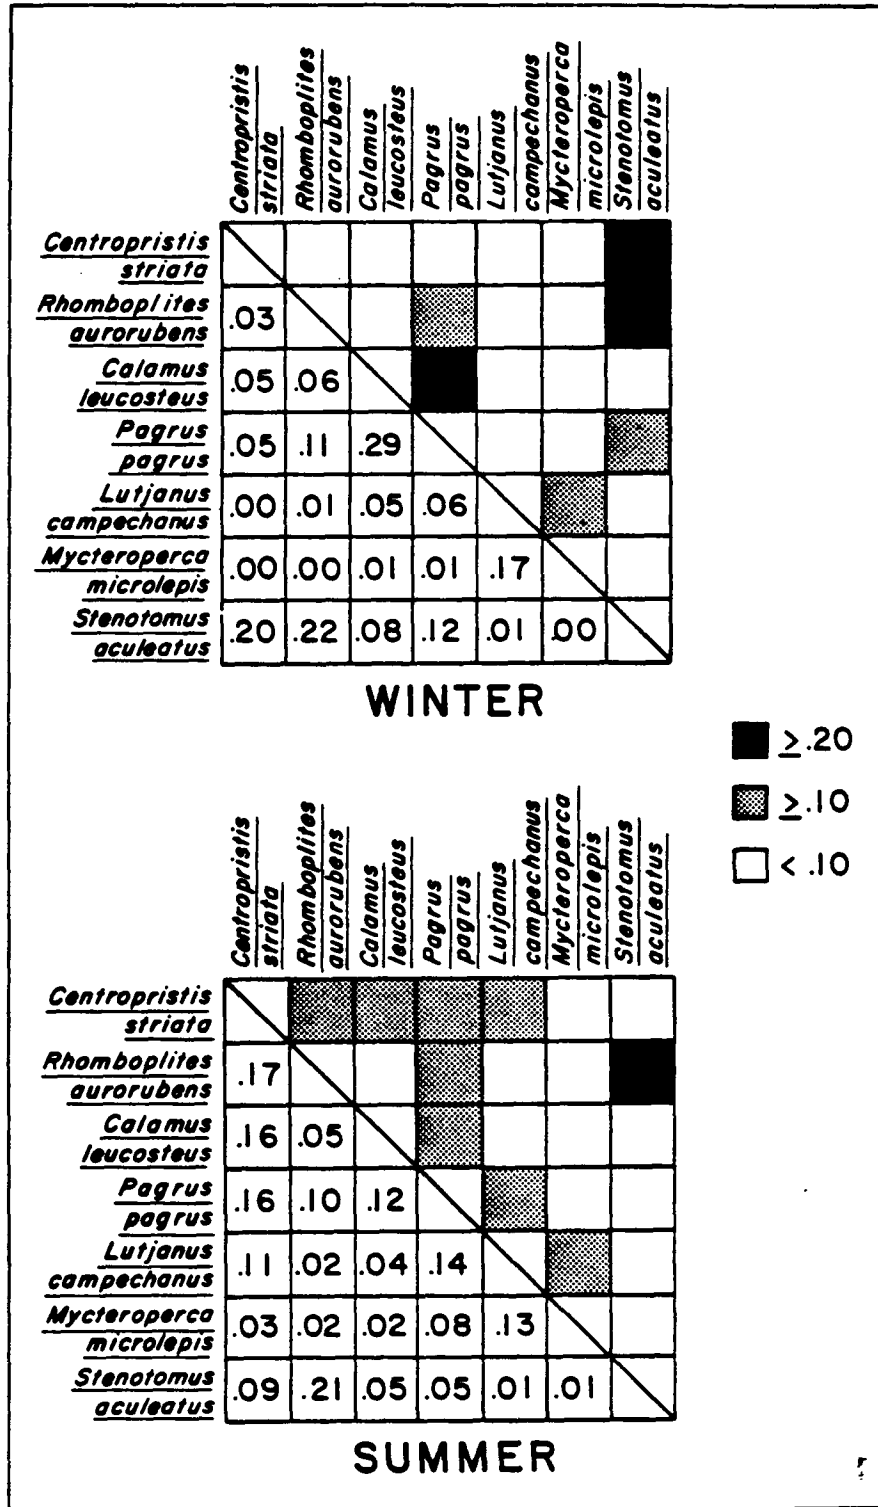 Centropristis
striata
Rhomboplites
aurorubens
Calamus
leucosteus
Pagrus
pagrus
Lutjanus
campechanus
Mycteroperca
microlepis
Stenotomus
aculeatus
Centropristis
striata
Rhomboplites
aurorubens
.03
Calamus
leucosteus
.05 .06
Pagrus
pagrus
.05 .11 .29
Lutjanus
campechanus
.00 .01 .05 .06
Mycteroperca
microlepis
.00 .00 .01 .01 .17
Stenotomus
aculeatus
.20 .22 .08 .12 .01 .00
WINTER
≥.20
≥.10
< .10
Centropristis
striata
Rhomboplites
aurorubens
Calamus
leucosteus
Pagrus
pagrus
Lutjanus
campechanus
Mycteroperca
microlepis
Stenotomus
aculeatus
Centropristis
striata
Rhomboplites
aurorubens
.17
Calamus
leucosteus
.16 .05
Pagrus
pagrus
.16 .10 .12
Lutjanus
campechanus
.11 .02 .04 .14
Mycteroperca
microlepis
.03 .02 .02 .08 .13
Stenotomus
aculeatus
.09 .21 .05 .05 .01 .01
SUMMER